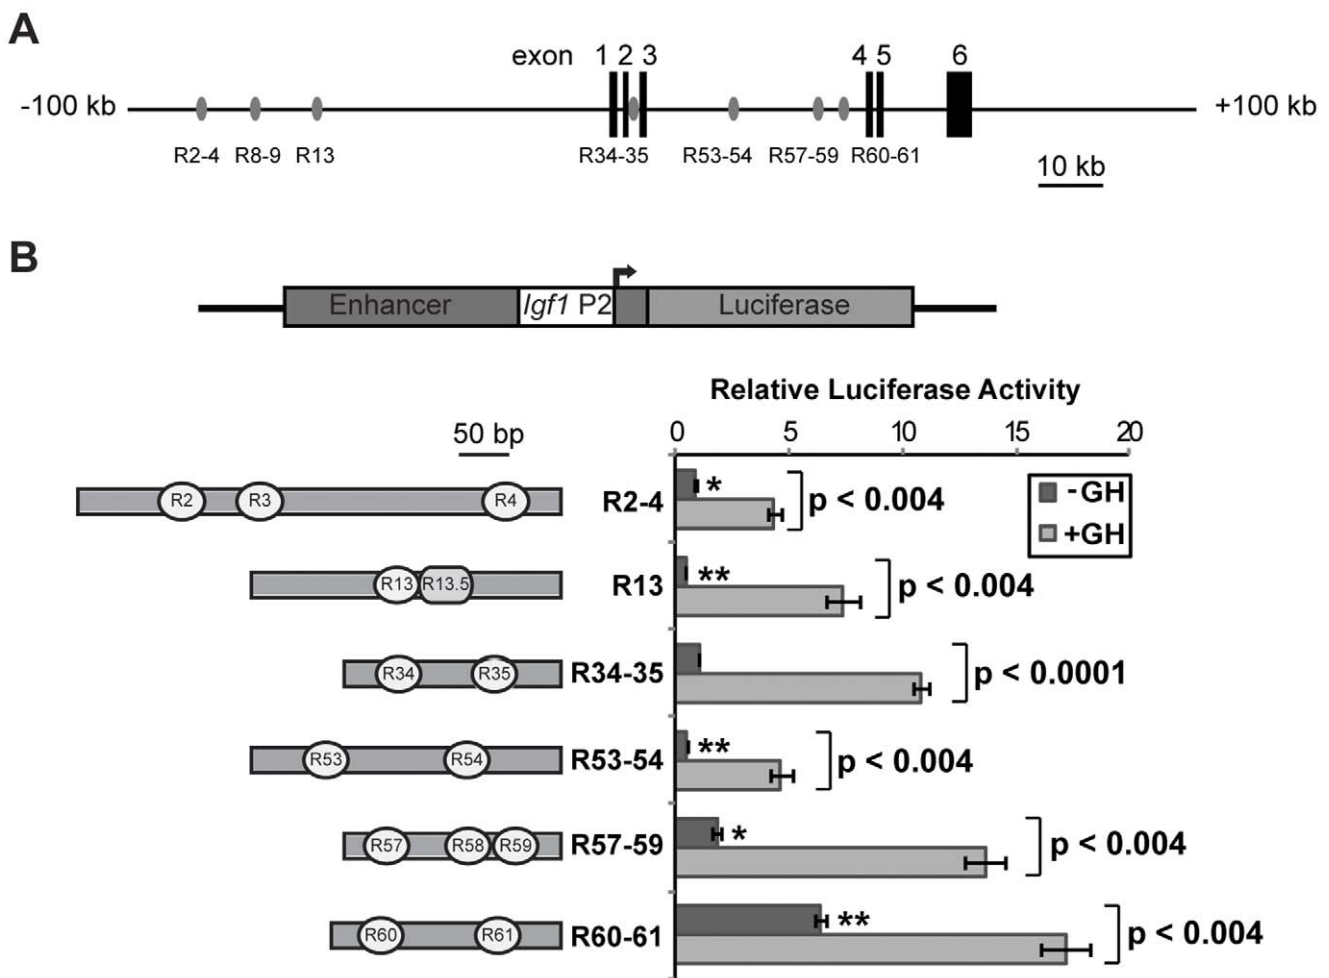 A
exon 1 2 3 4 5 6
-100 kb +100 kb
R2-4 R8-9 R13 R34-35 R53-54 R57-59 R60-61
10 kb
B
Enhancer Igf1 P2 Luciferase
Relative Luciferase Activity
50 bp
0 5 10 15 20
-GH
+GH
R2 R3 R4 R2-4 * p < 0.004
R13 R13.5 R13 ** p < 0.004
R34 R35 R34-35 p < 0.0001
R53 R54 R53-54 ** p < 0.004
R57 R58 R59 R57-59 * p < 0.004
R60 R61 R60-61 ** p < 0.004